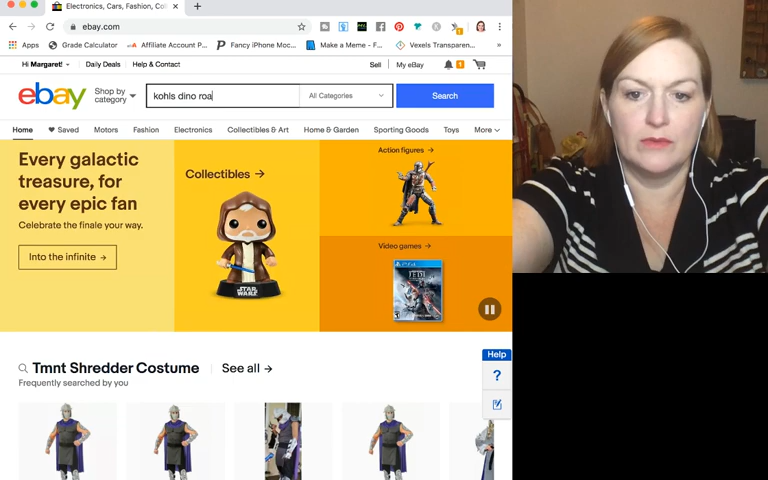 Electronics, Cars, Fashion, Col
ebay.com
Apps
Grade Calculator
Affiliate Account P...
Fancy iPhone Moc...
Make a Meme - F...
Vexels Transparen...
Hi Margaret!
Daily Deals
Help & Contact
Sell
My eBay
1
ebay
Shop by
category
kohls dino roa
All Categories
Search
Home
Saved
Motors
Fashion
Electronics
Collectibles & Art
Home & Garden
Sporting Goods
Toys
More
Every galactic
treasure, for
every epic fan
Celebrate the finale your way.
Into the infinite →
Collectibles →
STAR
WARS
Action figures →
Video games →
PS4
JEDI
Help
?
Tmnt Shredder Costume
See all →
Frequently searched by you